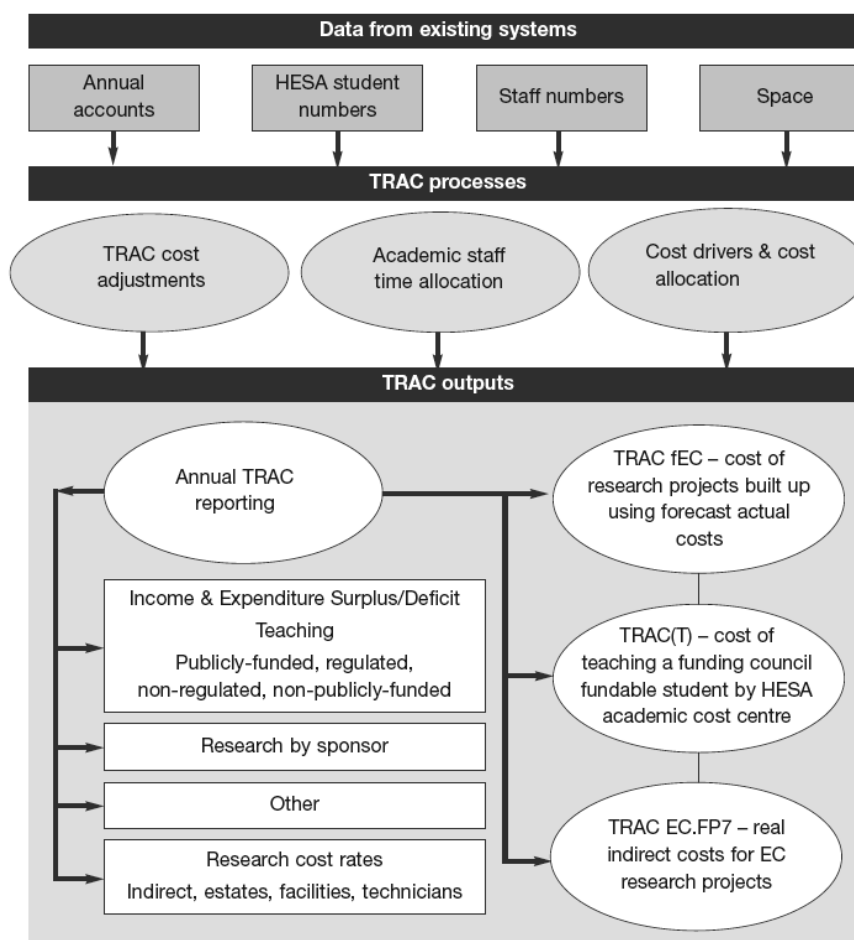 Data from existing systems
Annual
accounts
HESA student
numbers
Staff numbers
Space
TRAC processes
TRAC cost
adjustments
Academic staff
time allocation
Cost drivers & cost
allocation
TRAC outputs
Annual TRAC
reporting
Income & Expenditure Surplus/Deficit
Teaching
Publicly-funded, regulated,
non-regulated, non-publicly-funded
Research by sponsor
Other
Research cost rates
Indirect, estates, facilities, technicians
TRAC fEC – cost of
research projects built up
using forecast actual
costs
TRAC(T) – cost of
teaching a funding council
fundable student by HESA
academic cost centre
TRAC EC.FP7 – real
indirect costs for EC
research projects